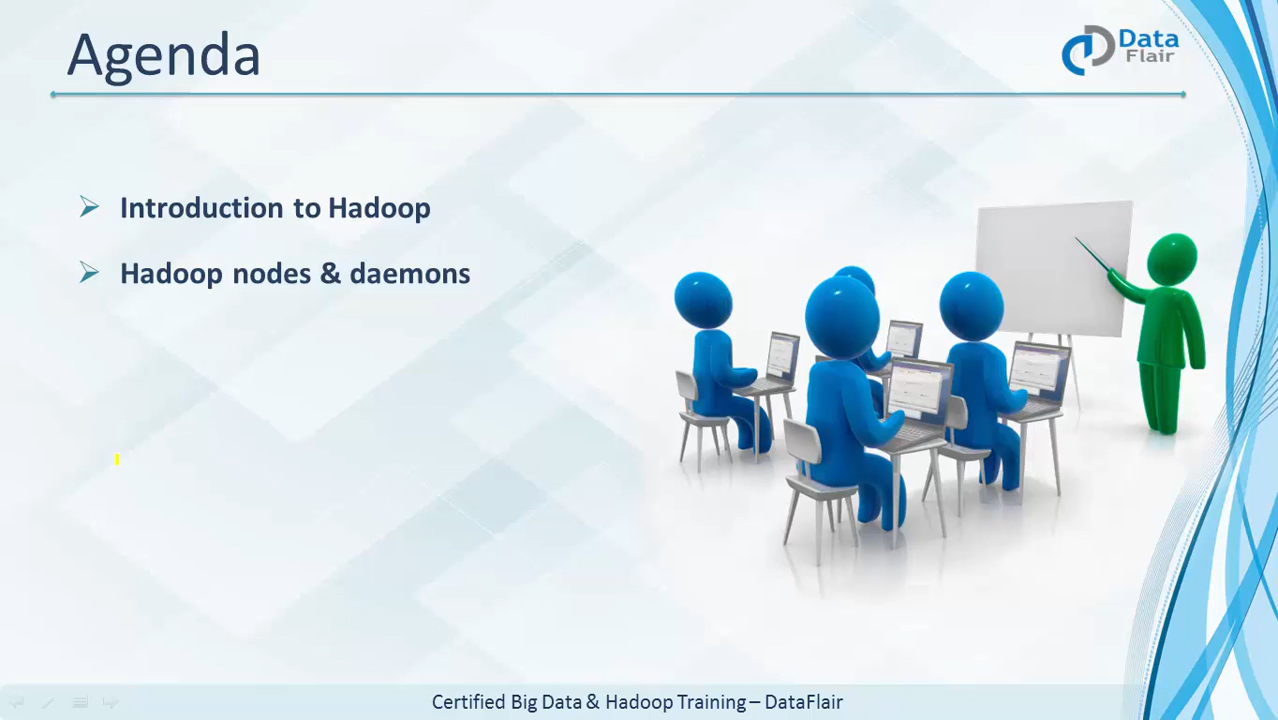 Agenda
Data
Flair
Introduction to Hadoop
Hadoop nodes & daemons
Certified Big Data & Hadoop Training – DataFlair